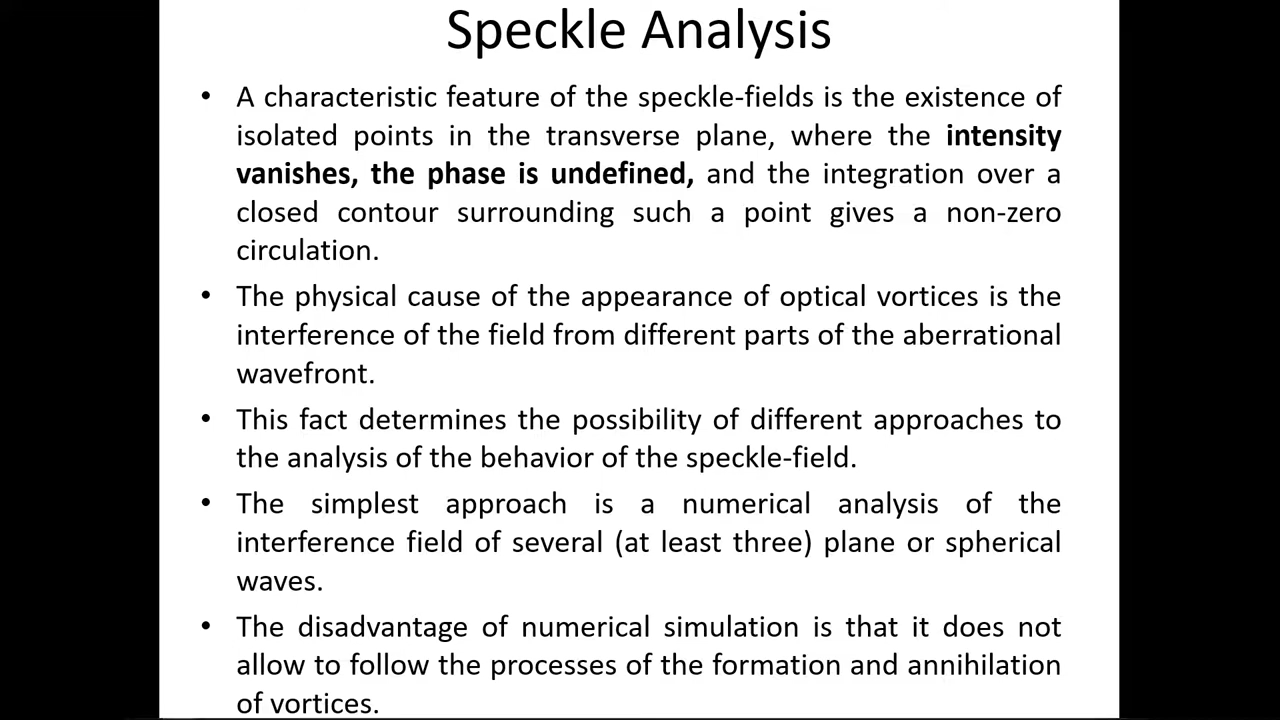 Speckle Analysis
• A characteristic feature of the speckle-fields is the existence of
isolated points in the transverse plane, where the intensity
vanishes, the phase is undefined, and the integration over a
closed contour surrounding such a point gives a non-zero
circulation.
• The physical cause of the appearance of optical vortices is the
interference of the field from different parts of the aberrational
wavefront.
• This fact determines the possibility of different approaches to
the analysis of the behavior of the speckle-field.
• The simplest approach is a numerical analysis of the
interference field of several (at least three) plane or spherical
waves.
• The disadvantage of numerical simulation is that it does not
allow to follow the processes of the formation and annihilation
of vortices.